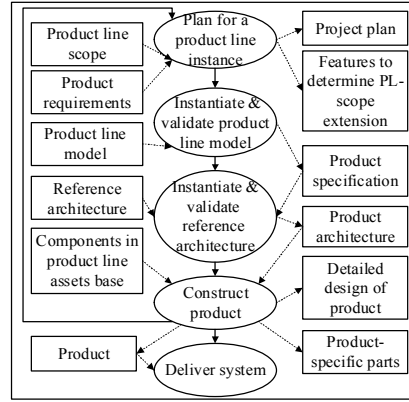 Product line
scope
Product
requirements
Product line
model
Reference
architecture
Components in
product line
assets base
Product
Plan for a
product line
instance
Instantiate &
validate product
line model
Instantiate &
validate
reference
architecture
Construct
product
Deliver system
Project plan
Features to
determine PL-
scope
extension
Product
specification
Product
architecture
Detailed
design of
product
Product-
specific parts